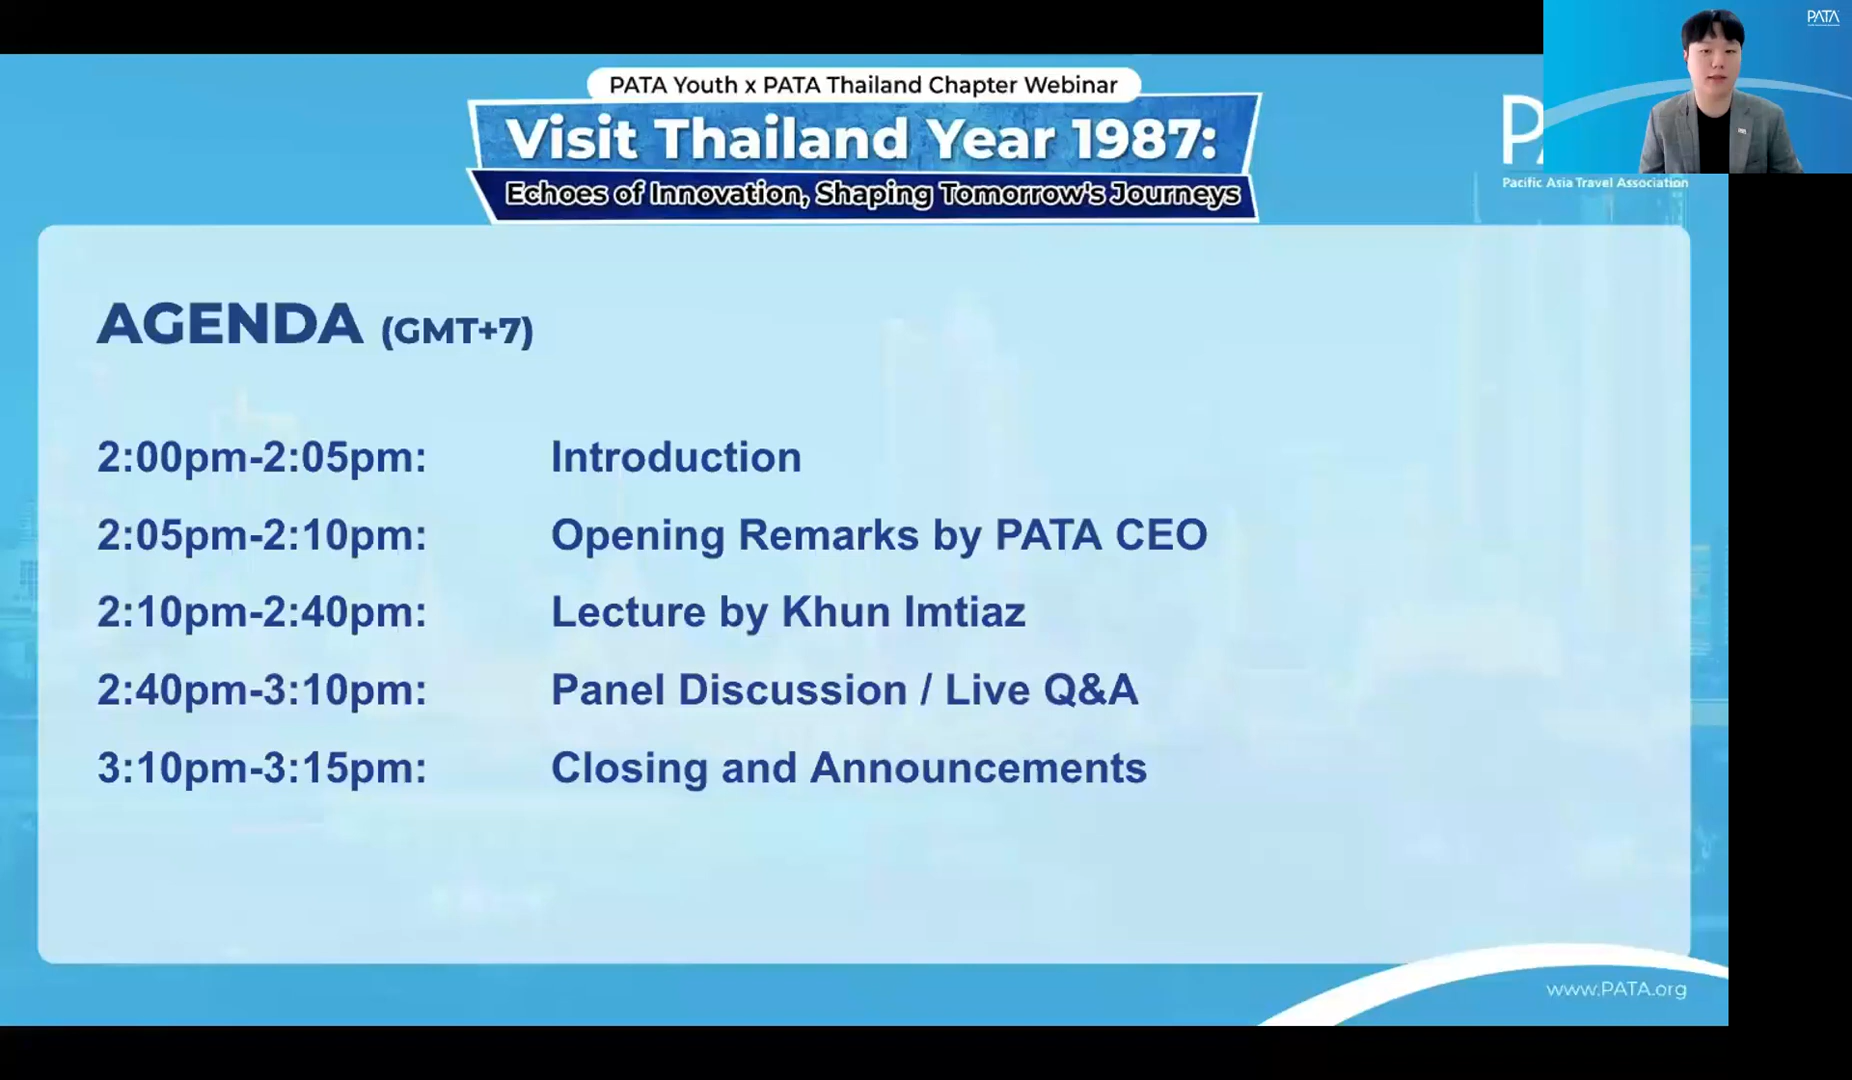 PATA
PATA Youth x PATA Thailand Chapter Webinar
Visit Thailand Year 1987:
Echoes of Innovation, Shaping Tomorrow's Journeys
Pacific Asia Travel Association
AGENDA (GMT+7)
2:00pm-2:05pm: Introduction
2:05pm-2:10pm: Opening Remarks by PATA CEO
2:10pm-2:40pm: Lecture by Khun Imtiaz
2:40pm-3:10pm: Panel Discussion / Live Q&A
3:10pm-3:15pm: Closing and Announcements
www.PATA.org